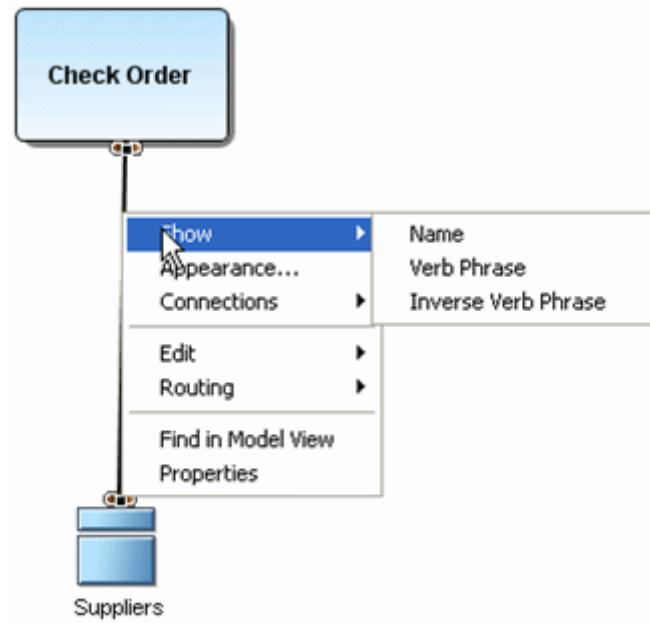 Check Order
Show
Name
Appearance...
Verb Phrase
Connections
Inverse Verb Phrase
Edit
Routing
Find in Model View
Properties
Suppliers